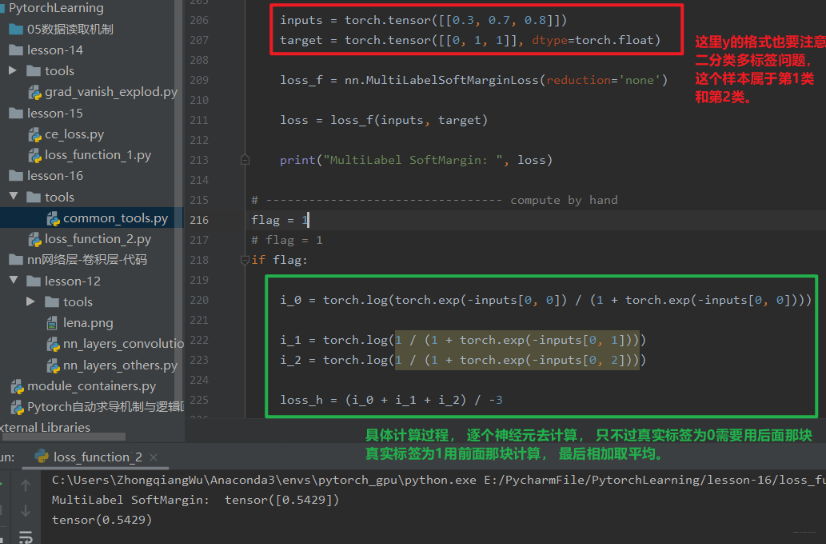 PytorchLearning
05数据读取机制
lesson-14
tools
grad_vanish_explod.py
lesson-15
ce_loss.py
loss_function_1.py
lesson-16
tools
common_tools.py
loss_function_2.py
nn网络层-卷积层-代码
lesson-12
tools
lena.png
nn_layers_convolutio
nn_layers_others.py
module_containers.py
Pytorch自动求导机制与逻辑
xternal Libraries
206 inputs = torch.tensor([[0.3, 0.7, 0.8]])
207 target = torch.tensor([[0, 1, 1]], dtype=torch.float)
208
209 loss_f = nn.MultiLabelSoftMarginLoss(reduction='none')
210
211 loss = loss_f(inputs, target)
212
213 print("MultiLabel SoftMargin: ", loss)
214
215 # --------------------------------- compute by hand
216 flag = 1
217 # flag = 1
218 if flag:
219
220 i_0 = torch.log(torch.exp(-inputs[0, 0]) / (1 + torch.exp(-inputs[0, 0])))
221
222 i_1 = torch.log(1 / (1 + torch.exp(-inputs[0, 1])))
223 i_2 = torch.log(1 / (1 + torch.exp(-inputs[0, 2])))
224
225 loss_h = (i_0 + i_1 + i_2) / -3
这里y的格式也要注意
二分类多标签问题，
这个样本属于第1类
和第2类。
具体计算过程， 逐个神经元去计算， 只不过真实标签为0需要用后面那块
真实标签为1用前面那块计算， 最后相加取平均。
un: loss_function_2 ×
C:\Users\ZhongqiangWu\Anaconda3\envs\pytorch_gpu\python.exe E:/PycharmFile/PytorchLearning/lesson-16/loss_fu
MultiLabel SoftMargin:  tensor([0.5429])
tensor(0.5429)